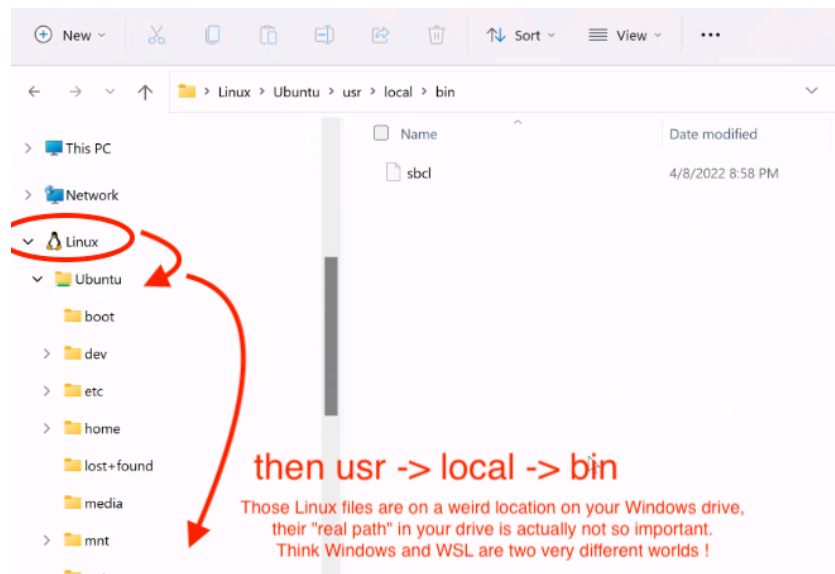 New Sort View •••
Linux > Ubuntu > usr > local > bin
Name Date modified
This PC
sbcl 4/8/2022 8:58 PM
Network
Linux
Ubuntu
boot
dev
etc
home
lost+found
media
mnt
then usr -> local -> bin
Those Linux files are on a weird location on your Windows drive,
their "real path" in your drive is actually not so important.
Think Windows and WSL are two very different worlds !